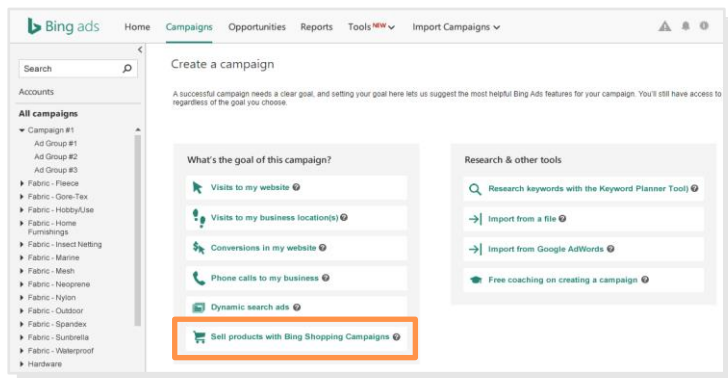 Bing ads Home Campaigns Opportunities Reports Tools NEW Import Campaigns
Search
Accounts
All campaigns
Campaign #1
Ad Group #1
Ad Group #2
Ad Group #3
Fabric - Fleece
Fabric - Gore-Tex
Fabric - Hobby/Use
Fabric - Home
Furnishings
Fabric - Insect Netting
Fabric - Marine
Fabric - Mesh
Fabric - Neoprene
Fabric - Nylon
Fabric - Outdoor
Fabric - Spandex
Fabric - Sunbrella
Fabric - Waterproof
Hardware
Create a campaign
A successful campaign needs a clear goal, and setting your goal here lets us suggest the most helpful Bing Ads features for your campaign. You'll still have access to
regardless of the goal you choose.
What's the goal of this campaign?
Visits to my website
Visits to my business location(s)
Conversions in my website
Phone calls to my business
Dynamic search ads
Sell products with Bing Shopping Campaigns
Research & other tools
Research keywords with the Keyword Planner Tool)
Import from a file
Import from Google AdWords
Free coaching on creating a campaign